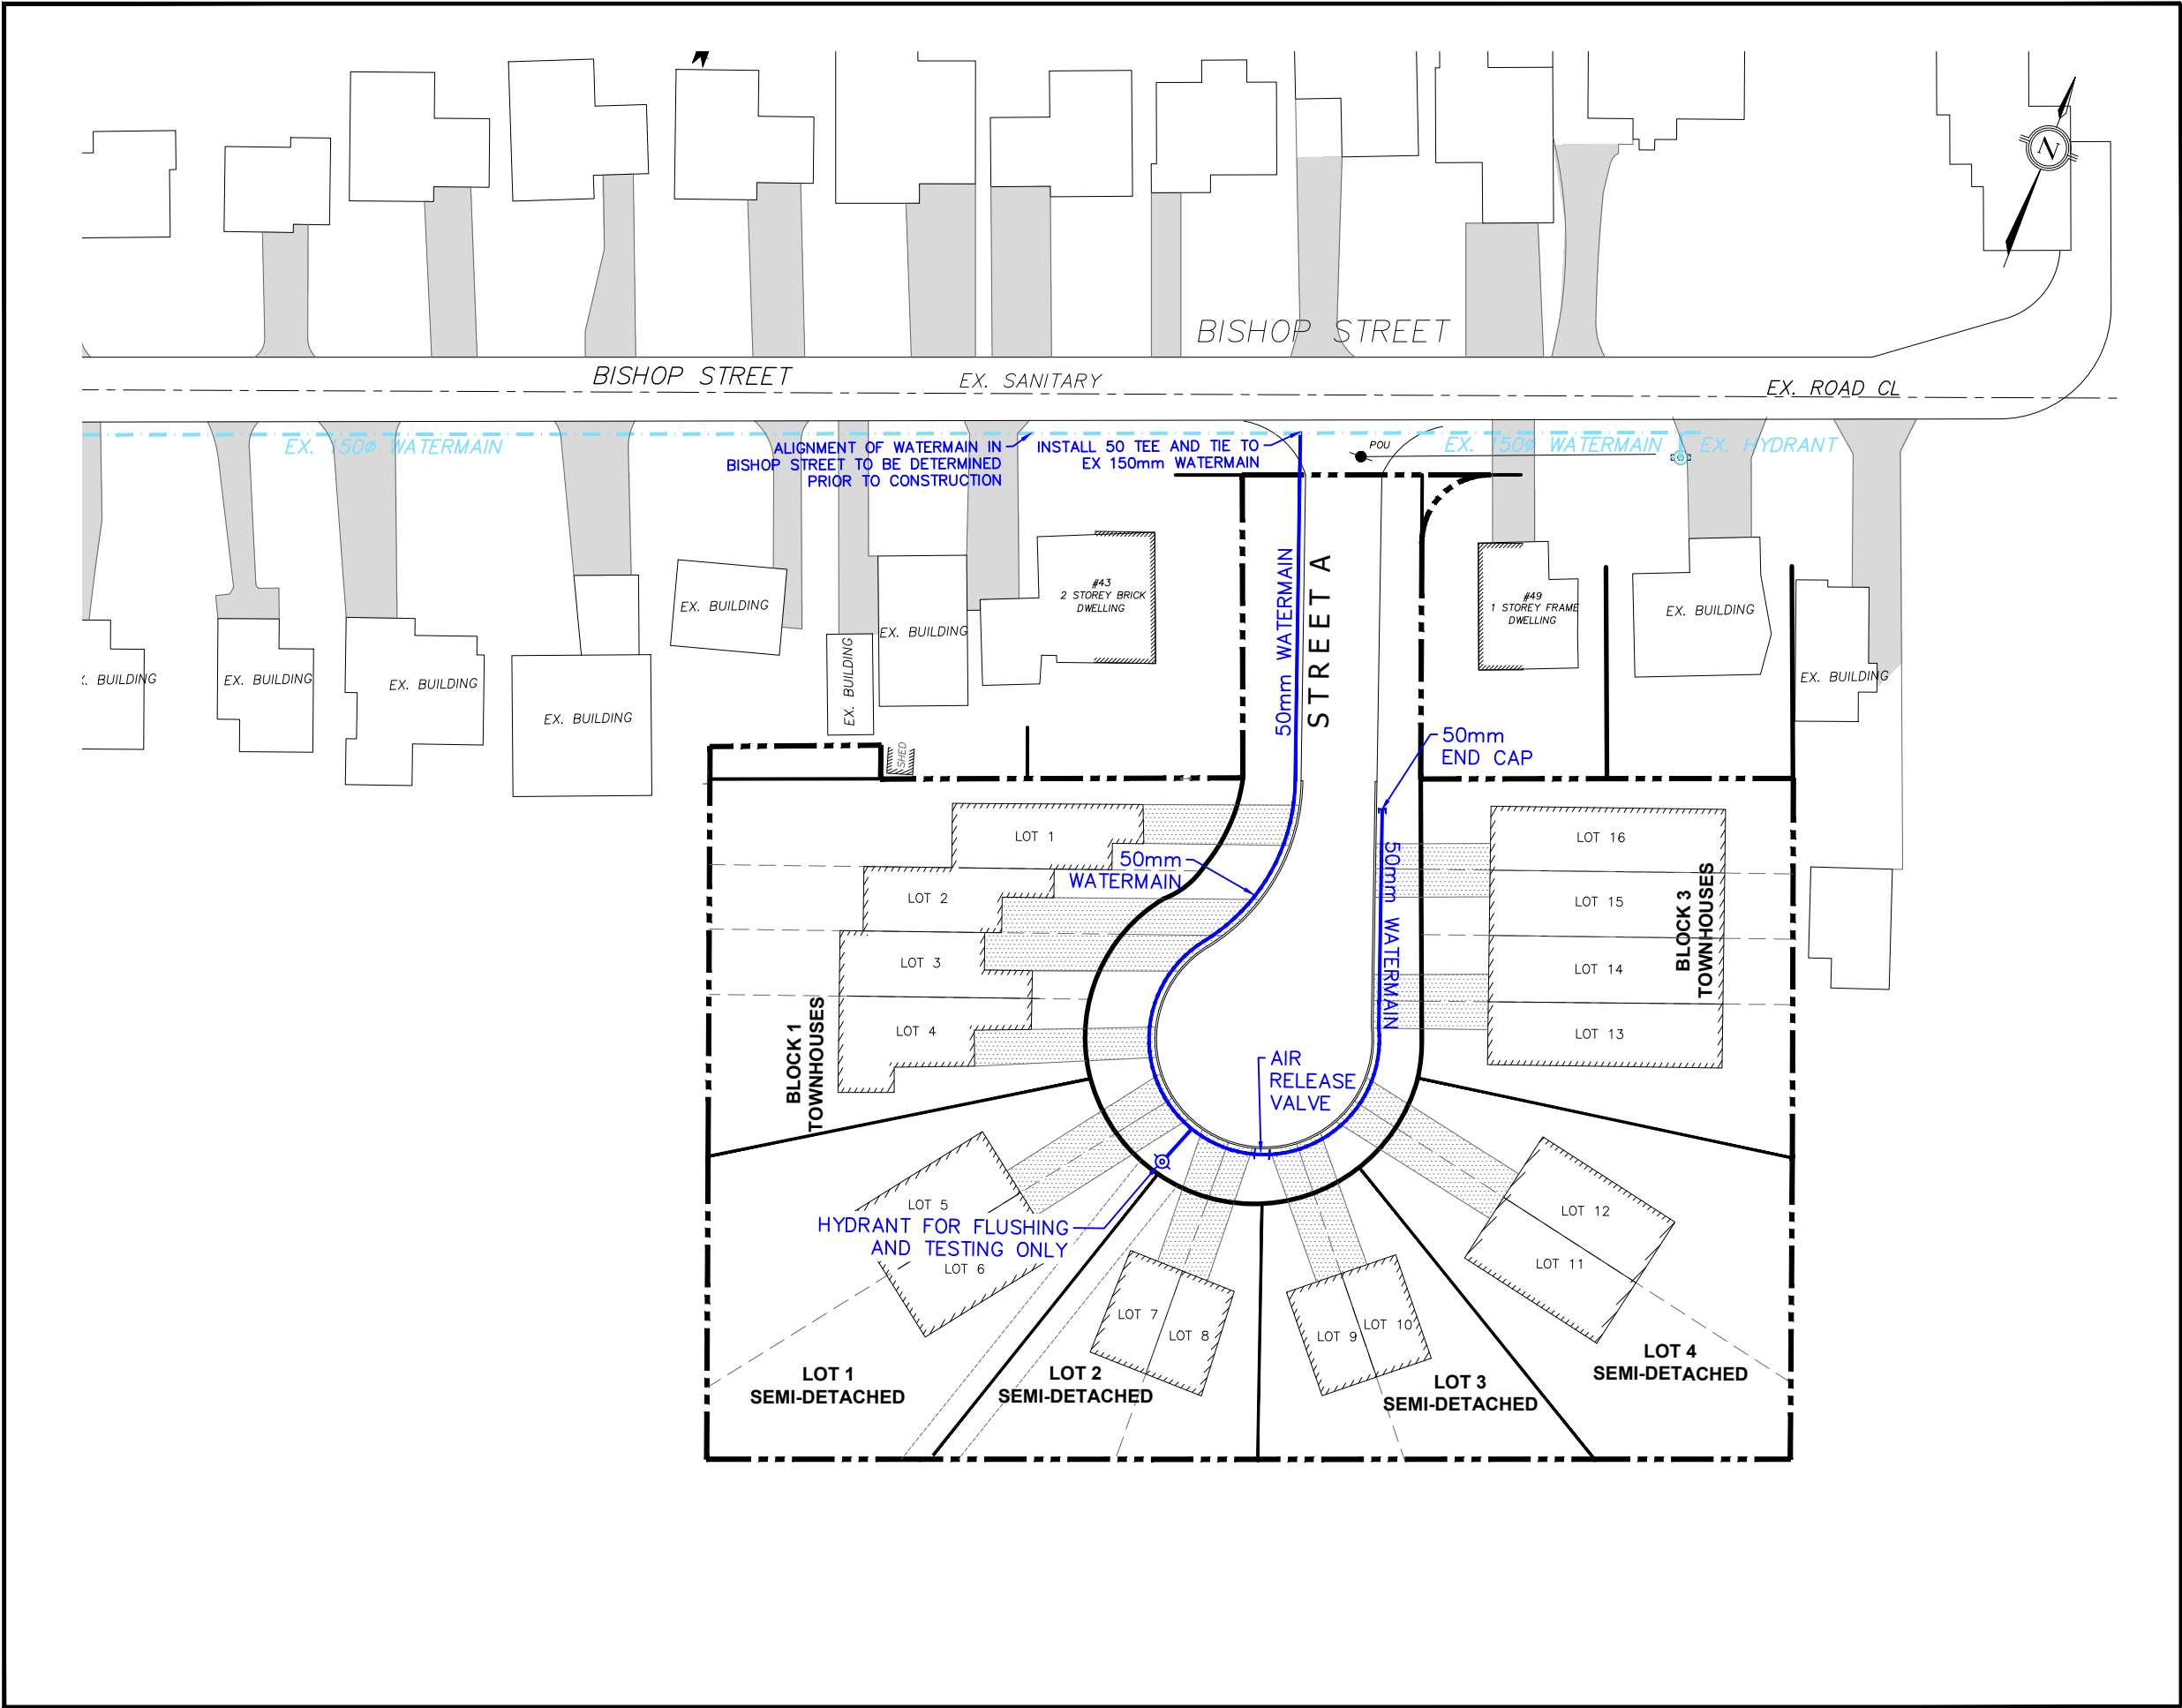 N
BISHOP STREET
BISHOP STREET
EX. SANITARY
EX. ROAD CL
EX. 150ø WATERMAIN
ALIGNMENT OF WATERMAIN IN
BISHOP STREET TO BE DETERMINED
PRIOR TO CONSTRUCTION
INSTALL 50 TEE AND TIE TO
EX 150mm WATERMAIN
POU
EX. 150ø WATERMAIN
EX. HYDRANT
50mm WATERMAIN
STREET A
#43
2 STOREY BRICK
DWELLING
#49
1 STOREY FRAME
DWELLING
EX. BUILDING
EX. BUILDING
EX. BUILDING
EX. BUILDING
X. BUILDING
EX. BUILDING
EX. BUILDING
EX. BUILDING
EX. BUILDING
SHED
50mm
END CAP
LOT 1
LOT 16
50mm
WATERMAIN
50mm WATERMAIN
LOT 2
LOT 15
BLOCK 3
TOWNHOUSES
LOT 3
LOT 14
LOT 4
LOT 13
BLOCK 1
TOWNHOUSES
AIR
RELEASE
VALVE
LOT 5
LOT 12
HYDRANT FOR FLUSHING
AND TESTING ONLY
LOT 6
LOT 11
LOT 7
LOT 8
LOT 9
LOT 10
LOT 1
SEMI-DETACHED
LOT 2
SEMI-DETACHED
LOT 3
SEMI-DETACHED
LOT 4
SEMI-DETACHED